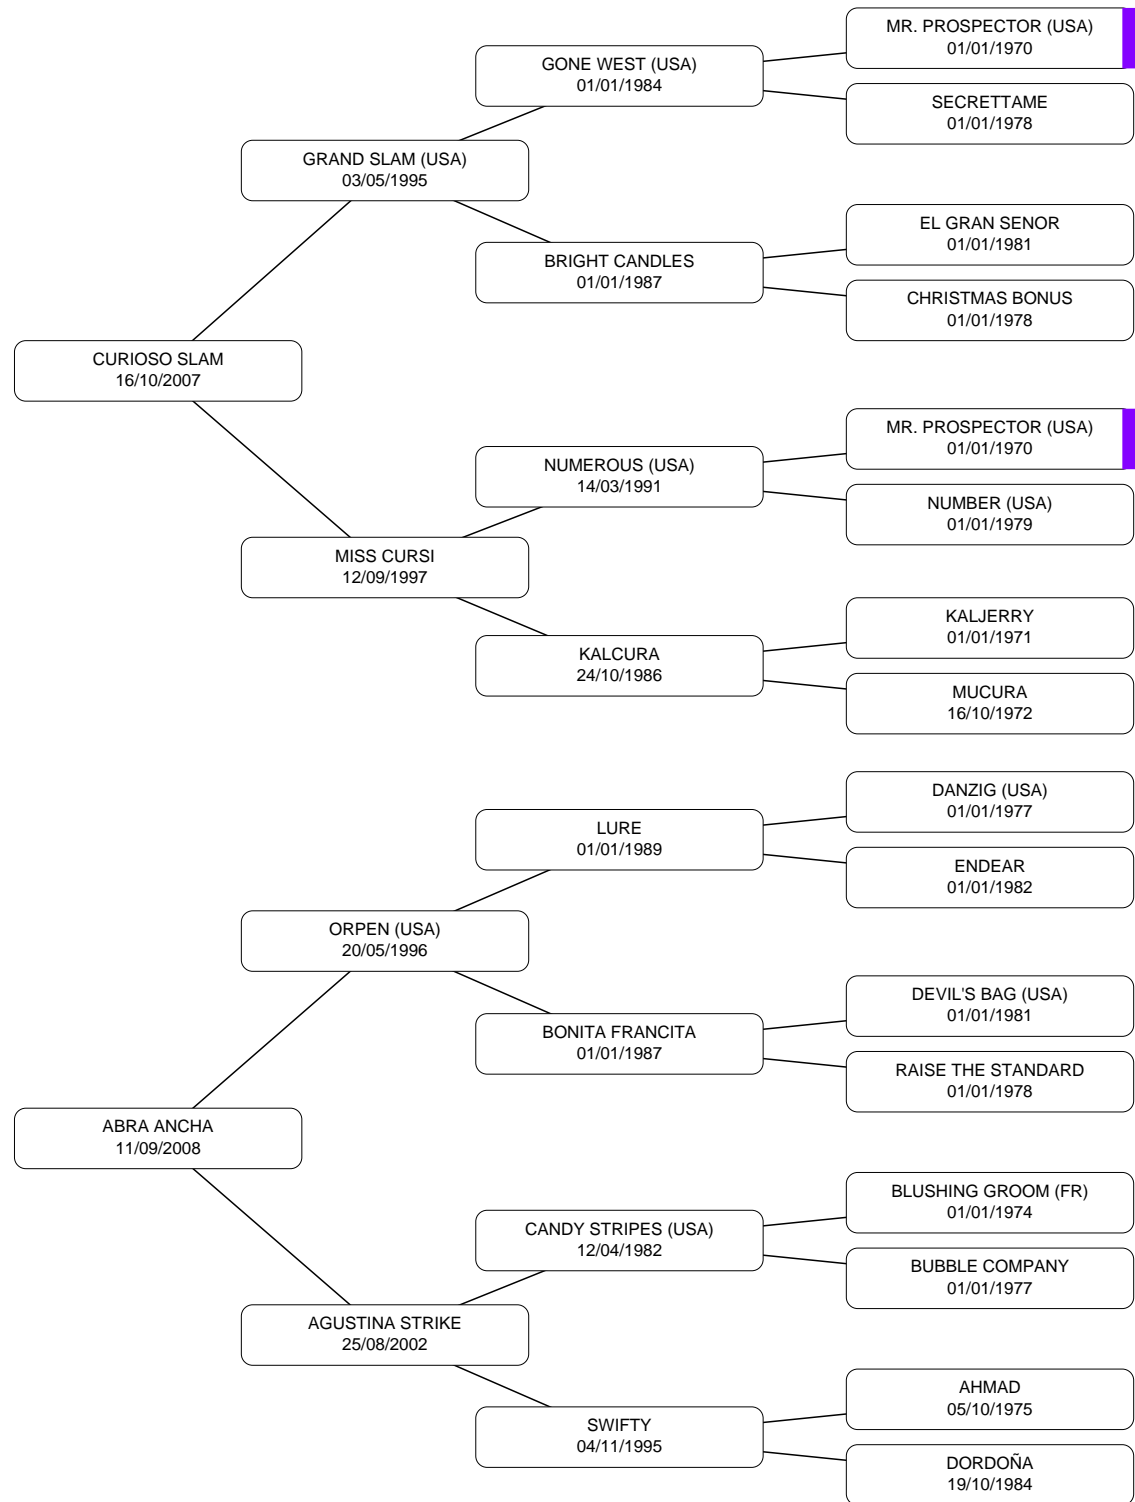 MR. PROSPECTOR (USA)
01/01/1970
GONE WEST (USA)
01/01/1984
SECRETTAME
01/01/1978
GRAND SLAM (USA)
03/05/1995
EL GRAN SENOR
01/01/1981
BRIGHT CANDLES
01/01/1987
CHRISTMAS BONUS
01/01/1978
CURIOSO SLAM
16/10/2007
MR. PROSPECTOR (USA)
01/01/1970
NUMEROUS (USA)
14/03/1991
NUMBER (USA)
01/01/1979
MISS CURSI
12/09/1997
KALJERRY
01/01/1971
KALCURA
24/10/1986
MUCURA
16/10/1972
DANZIG (USA)
01/01/1977
LURE
01/01/1989
ENDEAR
01/01/1982
ORPEN (USA)
20/05/1996
DEVIL'S BAG (USA)
01/01/1981
BONITA FRANCITA
01/01/1987
RAISE THE STANDARD
01/01/1978
ABRA ANCHA
11/09/2008
BLUSHING GROOM (FR)
01/01/1974
CANDY STRIPES (USA)
12/04/1982
BUBBLE COMPANY
01/01/1977
AGUSTINA STRIKE
25/08/2002
AHMAD
05/10/1975
SWIFTY
04/11/1995
DORDOÑA
19/10/1984